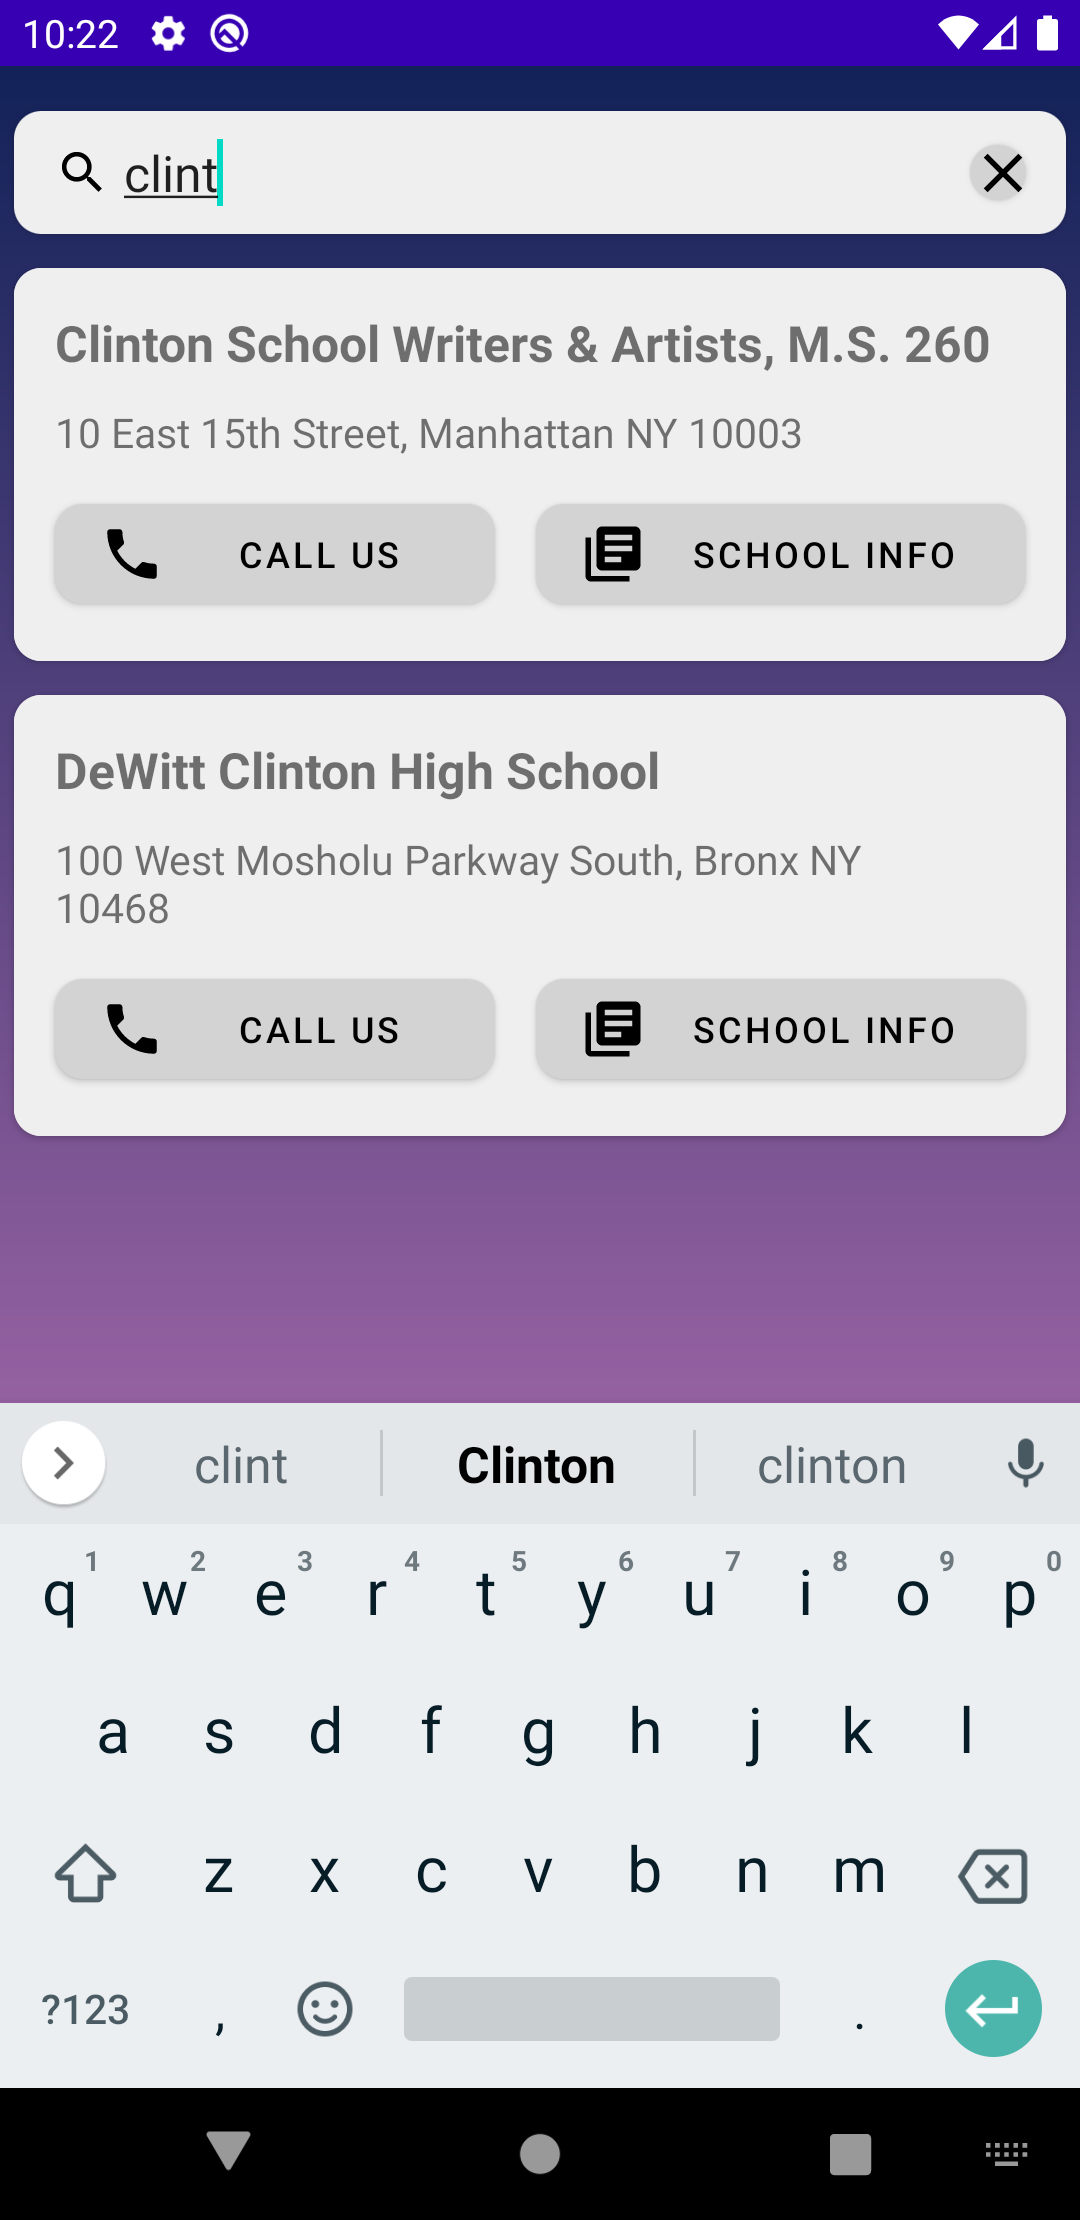 10:22
clint
Clinton School Writers & Artists, M.S. 260
10 East 15th Street, Manhattan NY 10003
CALL US
SCHOOL INFO
DeWitt Clinton High School
100 West Mosholu Parkway South, Bronx NY
10468
CALL US
SCHOOL INFO
clint
Clinton
clinton
q 1 w 2 e 3 r 4 t 5 y 6 u 7 i 8 o 9 p 0
a s d f g h j k l
z x c v b n m
?123 , .